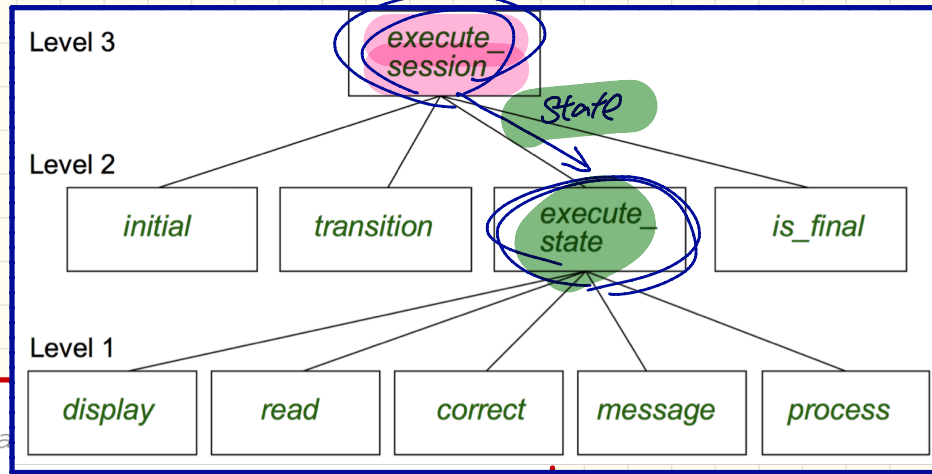 Level 3
execute_
session
State
Level 2
initial
transition
execute_
state
is_final
Level 1
display
read
correct
message
process
a